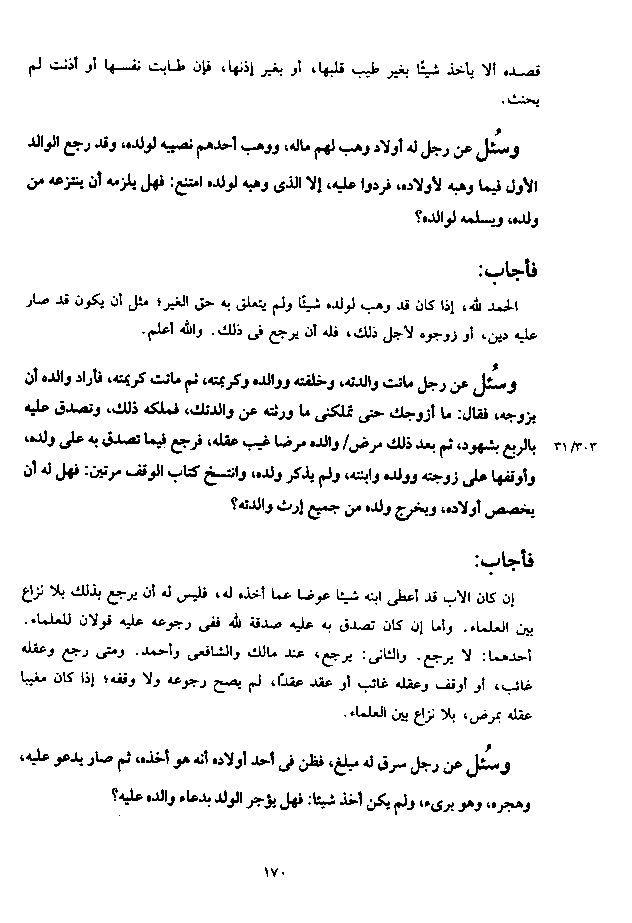 قصده ألا يأخذ شيئًا بغير طيب قلبها، أو بغير إذنها، فإن طابت نفسها أو أذنت لم
يحنث.
وسُئل عن رجل له أولاد وهب لهم ماله، ووهب أحدهم نصيبه لولده، وقد رجع الوالد
الأول فيما وهبه لأولاده، فردوا عليه، إلا الذى وهبه لولده امتنع: فهل يلزمه أن ينتزعه من
ولده، ويسلمه لوالده؟
فأجاب:
الحمد لله، إذا كان قد وهب لولده شيئًا ولم يتعلق به حق الغير؛ مثل أن يكون قد صار
عليه دين، أو زوجوه لأجل ذلك، فله أن يرجع فى ذلك. والله أعلم.
وسُئل عن رجل ماتت والدته، وخلفته ووالده وكريمته، ثم ماتت كريمته، فأراد والده أن
يزوجه، فقال: ما أزوجك حتى تملكنى ما ورثته عن والدتك، فملكه ذلك، وتصدق عليه
بالربع بشهود، ثم بعد ذلك مرض/ والده مرضا غيب عقله، فرجع فيما تصدق به على ولده، ٣١/٣٠٣
وأوقفها على زوجته وولده وابنته، ولم يذكر ولده، وانتسخ كتاب الوقف مرتين: فهل له أن
يخصص أولاده، ويخرج ولده من جميع إرث والدته؟
فأجاب:
إن كان الأب قد أعطى ابنه شيئا عوضا عما أخذه له، فليس له أن يرجع بذلك بلا نزاع
بين العلماء. وأما إن كان تصدق به عليه صدقة لله ففى رجوعه عليه قولان للعلماء.
أحدهما: لا يرجع. والثانى: يرجع، عند مالك والشافعى وأحمد. ومتى رجع وعقله
غائب، أو أوقف وعقله غائب أو عقد عقدًا، لم يصح رجوعه ولا وقفه؛ إذا كان مغيبا
عقله بمرض، بلا نزاع بين العلماء.
وسُئل عن رجل سرق له مبلغ، فظن فى أحد أولاده أنه هو أخذه، ثم صار يدعو عليه،
وهجره، وهو برىء، ولم يكن أخذ شيئا: فهل يؤجر الولد بدعاء والده عليه؟
١٧٠